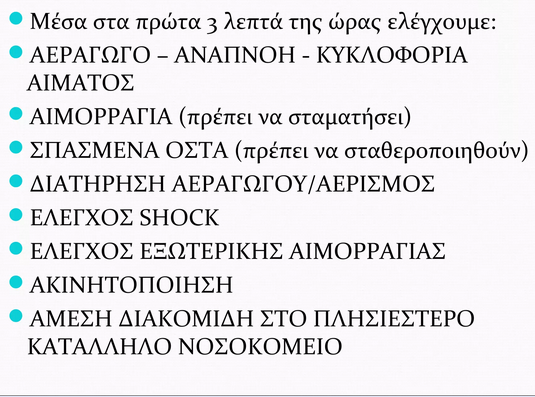 Μέσα στα πρώτα 3 λεπτά της ώρας ελέγχουμε:
ΑΕΡΑΓΩΓΟ – ΑΝΑΠΝΟΗ - ΚΥΚΛΟΦΟΡΙΑ
ΑΙΜΑΤΟΣ
ΑΙΜΟΡΡΑΓΙΑ (πρέπει να σταματήσει)
ΣΠΑΣΜΕΝΑ ΟΣΤΑ (πρέπει να σταθεροποιηθούν)
ΔΙΑΤΗΡΗΣΗ ΑΕΡΑΓΩΓΟΥ/ΑΕΡΙΣΜΟΣ
ΕΛΕΓΧΟΣ SHOCK
ΕΛΕΓΧΟΣ ΕΞΩΤΕΡΙΚΗΣ ΑΙΜΟΡΡΑΓΙΑΣ
ΑΚΙΝΗΤΟΠΟΙΗΣΗ
ΑΜΕΣΗ ΔΙΑΚΟΜΙΔΗ ΣΤΟ ΠΛΗΣΙΕΣΤΕΡΟ
ΚΑΤΑΛΛΗΛΟ ΝΟΣΟΚΟΜΕΙΟ